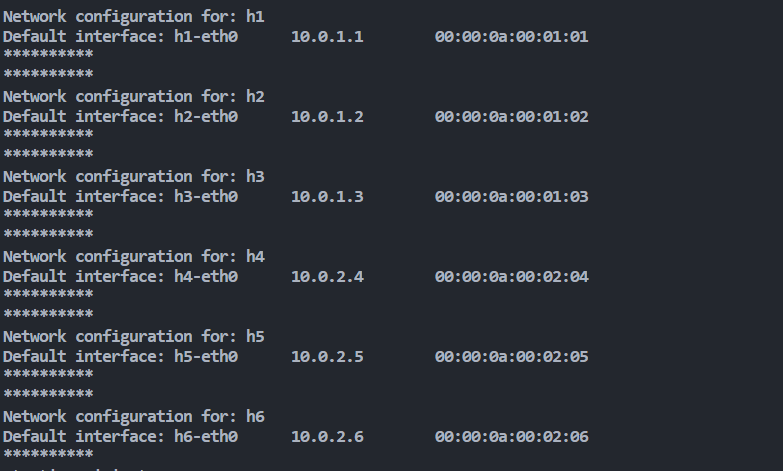 Network configuration for: h1
Default interface: h1-eth0 10.0.1.1 00:00:0a:00:01:01
**********
**********
Network configuration for: h2
Default interface: h2-eth0 10.0.1.2 00:00:0a:00:01:02
**********
**********
Network configuration for: h3
Default interface: h3-eth0 10.0.1.3 00:00:0a:00:01:03
**********
**********
Network configuration for: h4
Default interface: h4-eth0 10.0.2.4 00:00:0a:00:02:04
**********
**********
Network configuration for: h5
Default interface: h5-eth0 10.0.2.5 00:00:0a:00:02:05
**********
**********
Network configuration for: h6
Default interface: h6-eth0 10.0.2.6 00:00:0a:00:02:06
**********